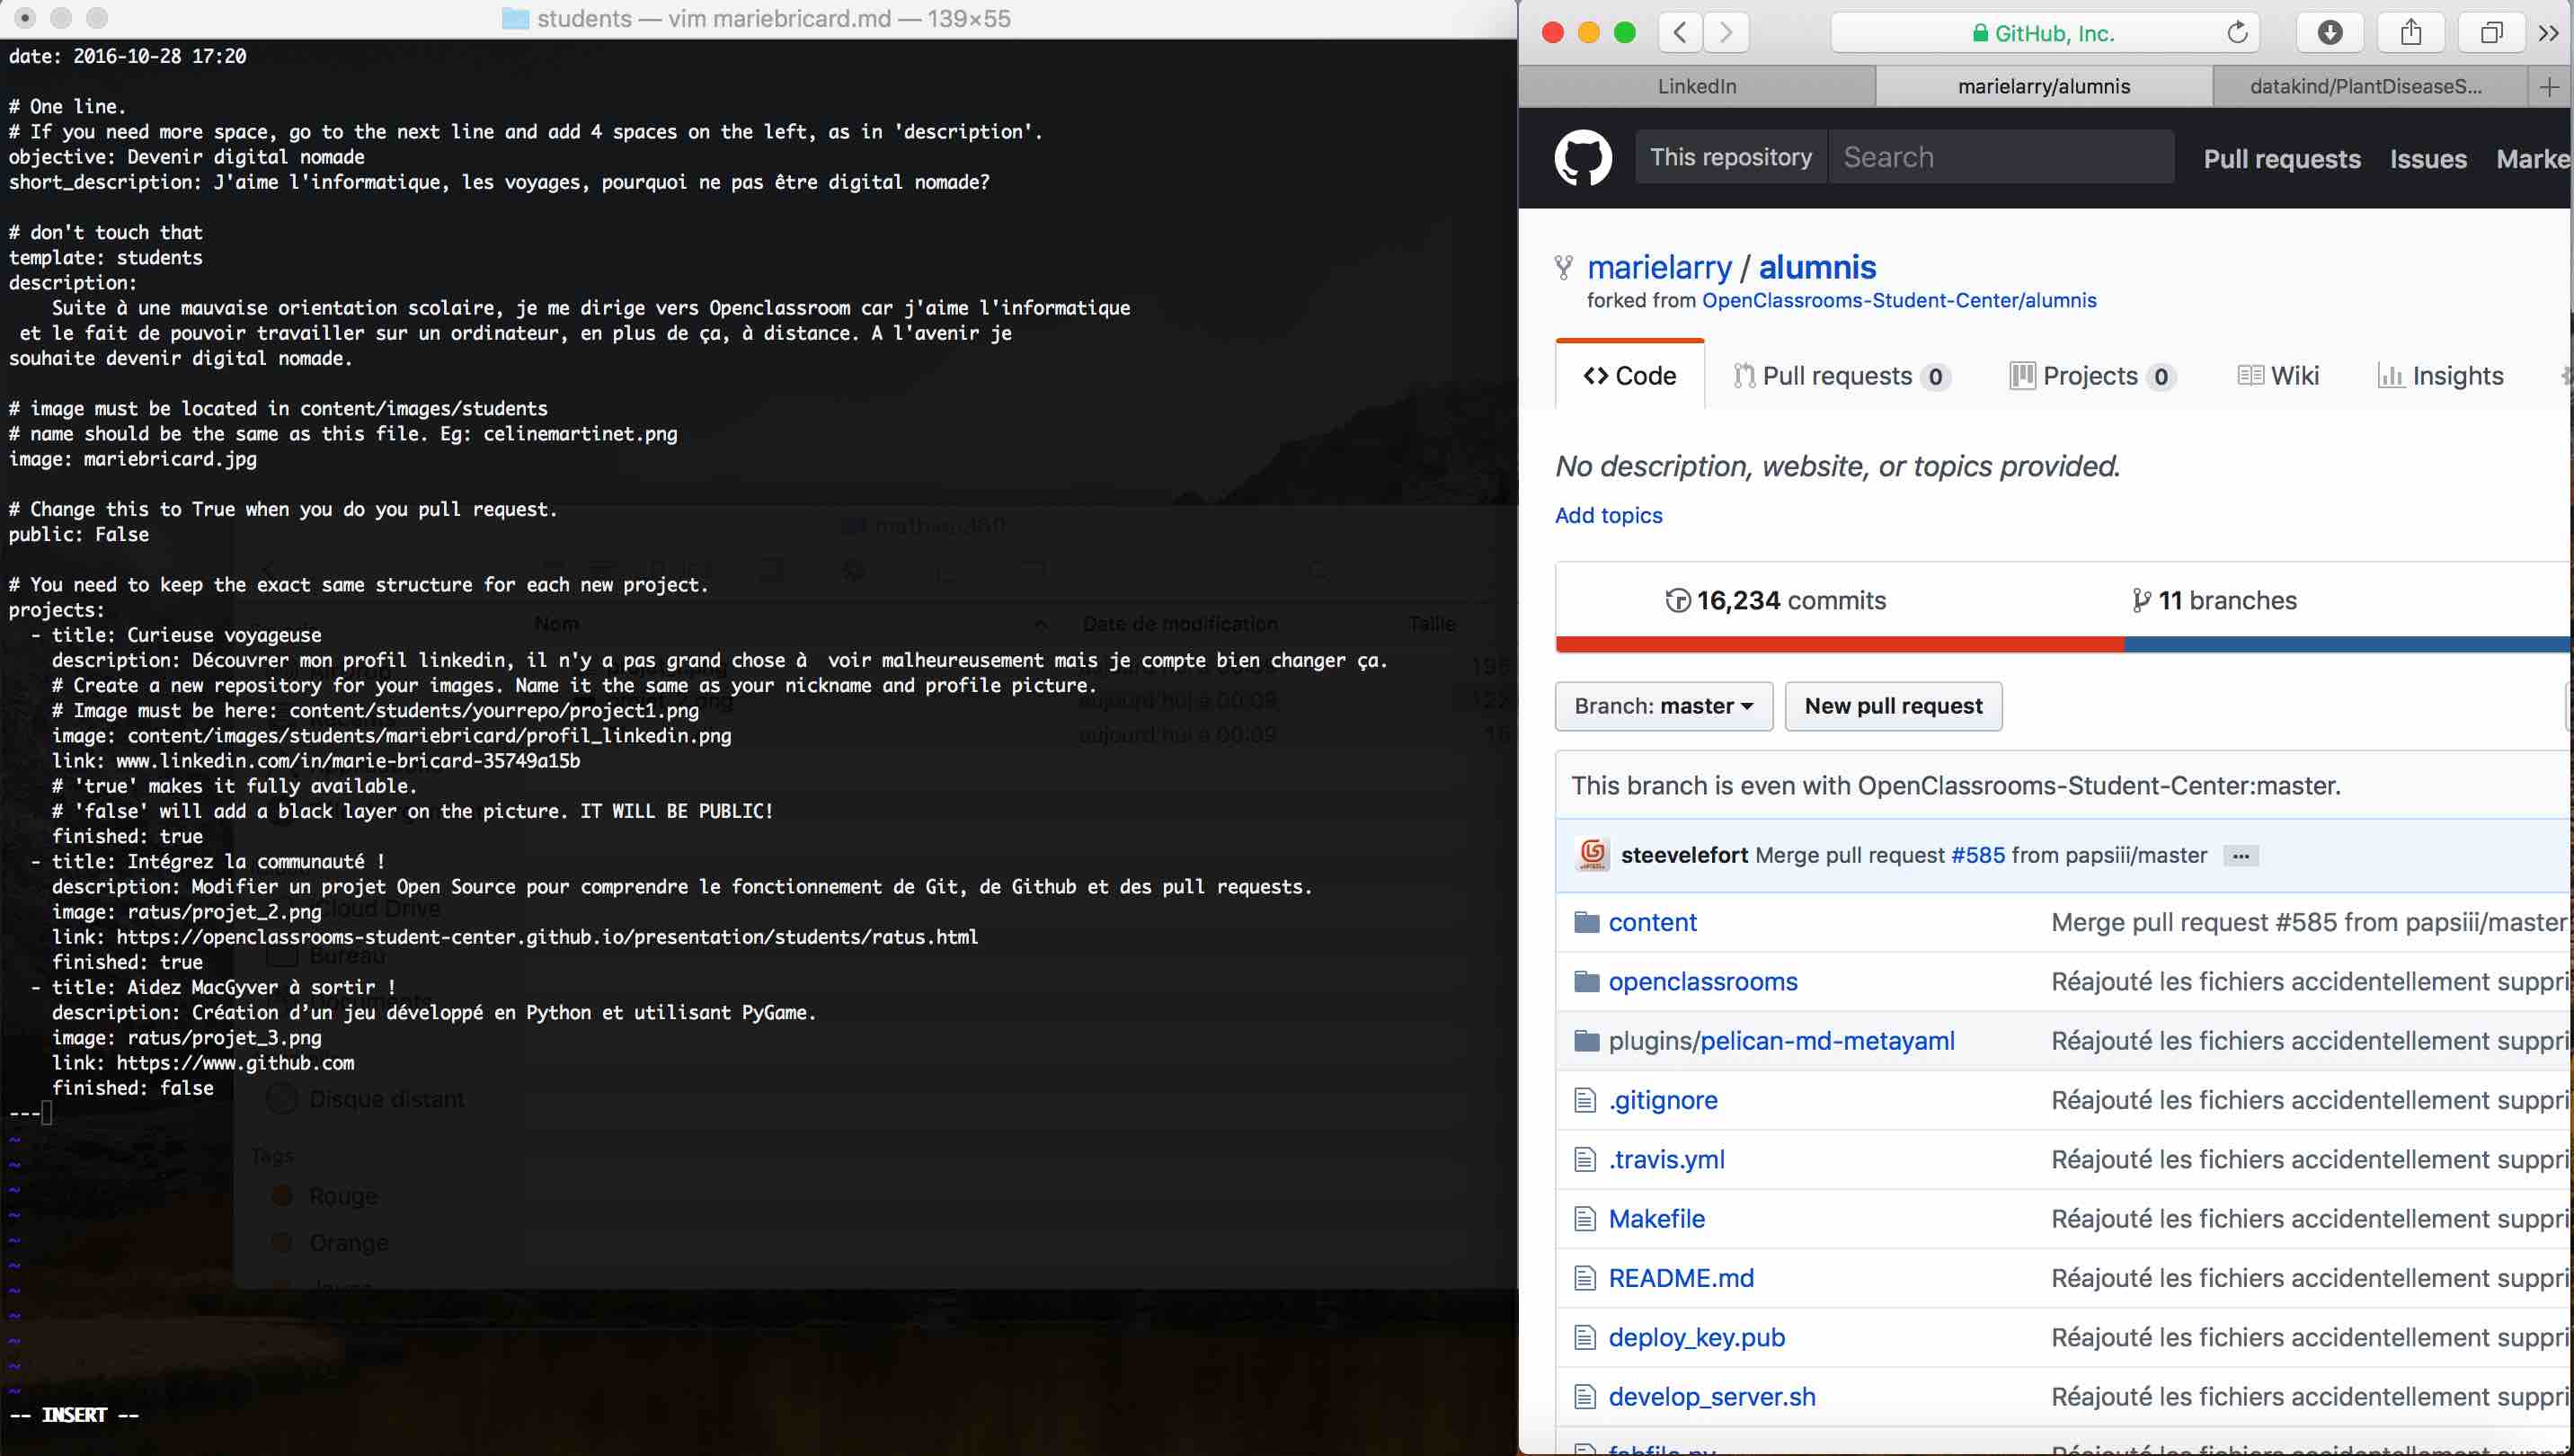 students — vim mariebricard.md — 139×55
date: 2016-10-28 17:20
# One line.
# If you need more space, go to the next line and add 4 spaces on the left, as in 'description'.
objective: Devenir digital nomade
short_description: J'aime l'informatique, les voyages, pourquoi ne pas être digital nomade?
# don't touch that
template: students
description:
Suite à une mauvaise orientation scolaire, je me dirige vers Openclassroom car j'aime l'informatique
et le fait de pouvoir travailler sur un ordinateur, en plus de ça, à distance. A l'avenir je
souhaite devenir digital nomade.
# image must be located in content/images/students
# name should be the same as this file. Eg: celinemartinet.png
image: mariebricard.jpg
# Change this to True when you do you pull request.
public: False
# You need to keep the exact same structure for each new project.
projects:
- title: Curieuse voyageuse
description: Découvrer mon profil linkedin, il n'y a pas grand chose à  voir malheureusement mais je compte bien changer ça.
# Create a new repository for your images. Name it the same as your nickname and profile picture.
# Image must be here: content/students/yourrepo/project1.png
image: content/images/students/mariebricard/profil_linkedin.png
link: www.linkedin.com/in/marie-bricard-35749a15b
# 'true' makes it fully available.
# 'false' will add a black layer on the picture. IT WILL BE PUBLIC!
finished: true
- title: Intégrez la communauté !
description: Modifier un projet Open Source pour comprendre le fonctionnement de Git, de Github et des pull requests.
image: ratus/projet_2.png
link: https://openclassrooms-student-center.github.io/presentation/students/ratus.html
finished: true
- title: Aidez MacGyver à sortir !
description: Création d’un jeu développé en Python et utilisant PyGame.
image: ratus/projet_3.png
link: https://www.github.com
finished: false
---
~
~
~
~
~
~
~
~
~
~
~
-- INSERT --
Nom
Date de modification
Taille
iCloud Drive
Bureau
Documents
Disque distant
Tags
Rouge
Orange
GitHub, Inc.
LinkedIn
marielarry/alumnis
datakind/PlantDiseaseS...
This repository
Search
Pull requests
Issues
Marke
marielarry / alumnis
forked from OpenClassrooms-Student-Center/alumnis
<> Code
Pull requests 0
Projects 0
Wiki
Insights
No description, website, or topics provided.
Add topics
16,234 commits
11 branches
Branch: master
New pull request
This branch is even with OpenClassrooms-Student-Center:master.
steevelefort Merge pull request #585 from papsiii/master ...
content Merge pull request #585 from papsiii/master
openclassrooms Réajouté les fichiers accidentellement suppri
plugins/pelican-md-metayaml Réajouté les fichiers accidentellement suppri
.gitignore Réajouté les fichiers accidentellement suppri
.travis.yml Réajouté les fichiers accidentellement suppri
Makefile Réajouté les fichiers accidentellement suppri
README.md Réajouté les fichiers accidentellement suppri
deploy_key.pub Réajouté les fichiers accidentellement suppri
develop_server.sh Réajouté les fichiers accidentellement suppri